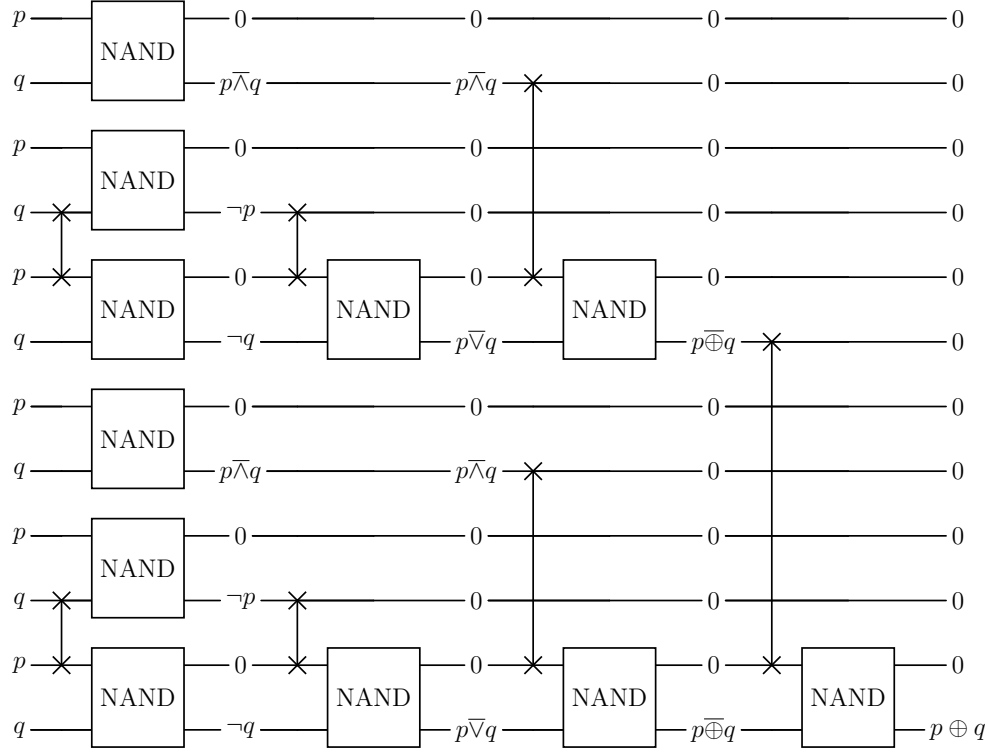 p 0 0 0 0
NAND
q p⊼q p⊼q 0 0
p 0 0 0 0
NAND
q ¬p 0 0 0
p 0 0 0 0
NAND NAND NAND
q ¬q p⊽q p⊕̅q 0
p 0 0 0 0
NAND
q p⊼q p⊼q 0 0
p 0 0 0 0
NAND
q ¬p 0 0 0
p 0 0 0 0
NAND NAND NAND NAND
q ¬q p⊽q p⊕̅q p ⊕ q